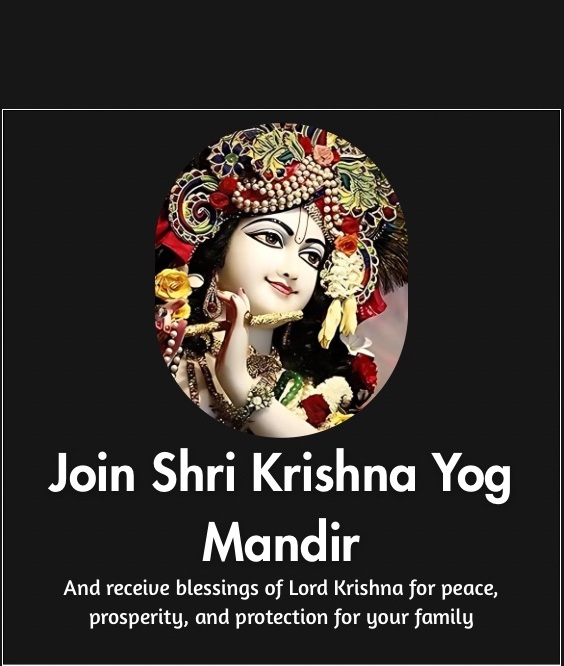 Join Shri Krishna Yog
Mandir
And receive blessings of Lord Krishna for peace,
prosperity, and protection for your family